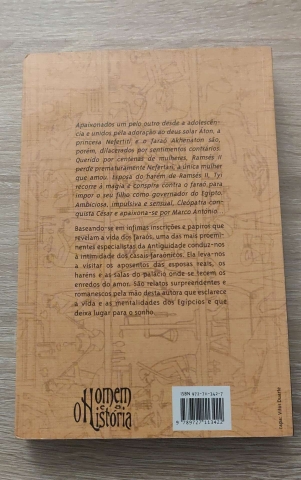 Apaixonados um pelo outro desde a adolescên-
cia e unidos pela adoração ao deus solar Aton, a
princesa Nefertiti e o faraó Akhenaton são,
porém, dilacerados por sentimentos contrários.
Querido por centenas de mulheres, Ramsés II
perde prematuramente Nefertari, a única mulher
que amou. Esposa do harém de Ramsés II, Tyi
recorre à magia e conspira contra o faraó para
impor o seu filho como governador do Egipto.
Ambiciosa, impulsiva e sensual, Cleópatra con-
quista César e apaixona-se por Marco António.
Baseando-se em ínfimas inscrições e papiros que
revelam a vida dos faraós, uma das mais proemi-
nentes especialistas da Antiguidade conduz-nos
à intimidade dos casais faraónicos. Ela leva-nos
a visitar os aposentos das esposas reais, os
haréns e as salas do palácio onde se tecem os
enredos do amor. São relatos surpreendentes e
romanescos pela mão desta autora que esclarece
a vida e as mentalidades dos Egípcios e que
deixa lugar para o sonho.
O Homem
e a
História
9 789727 113422